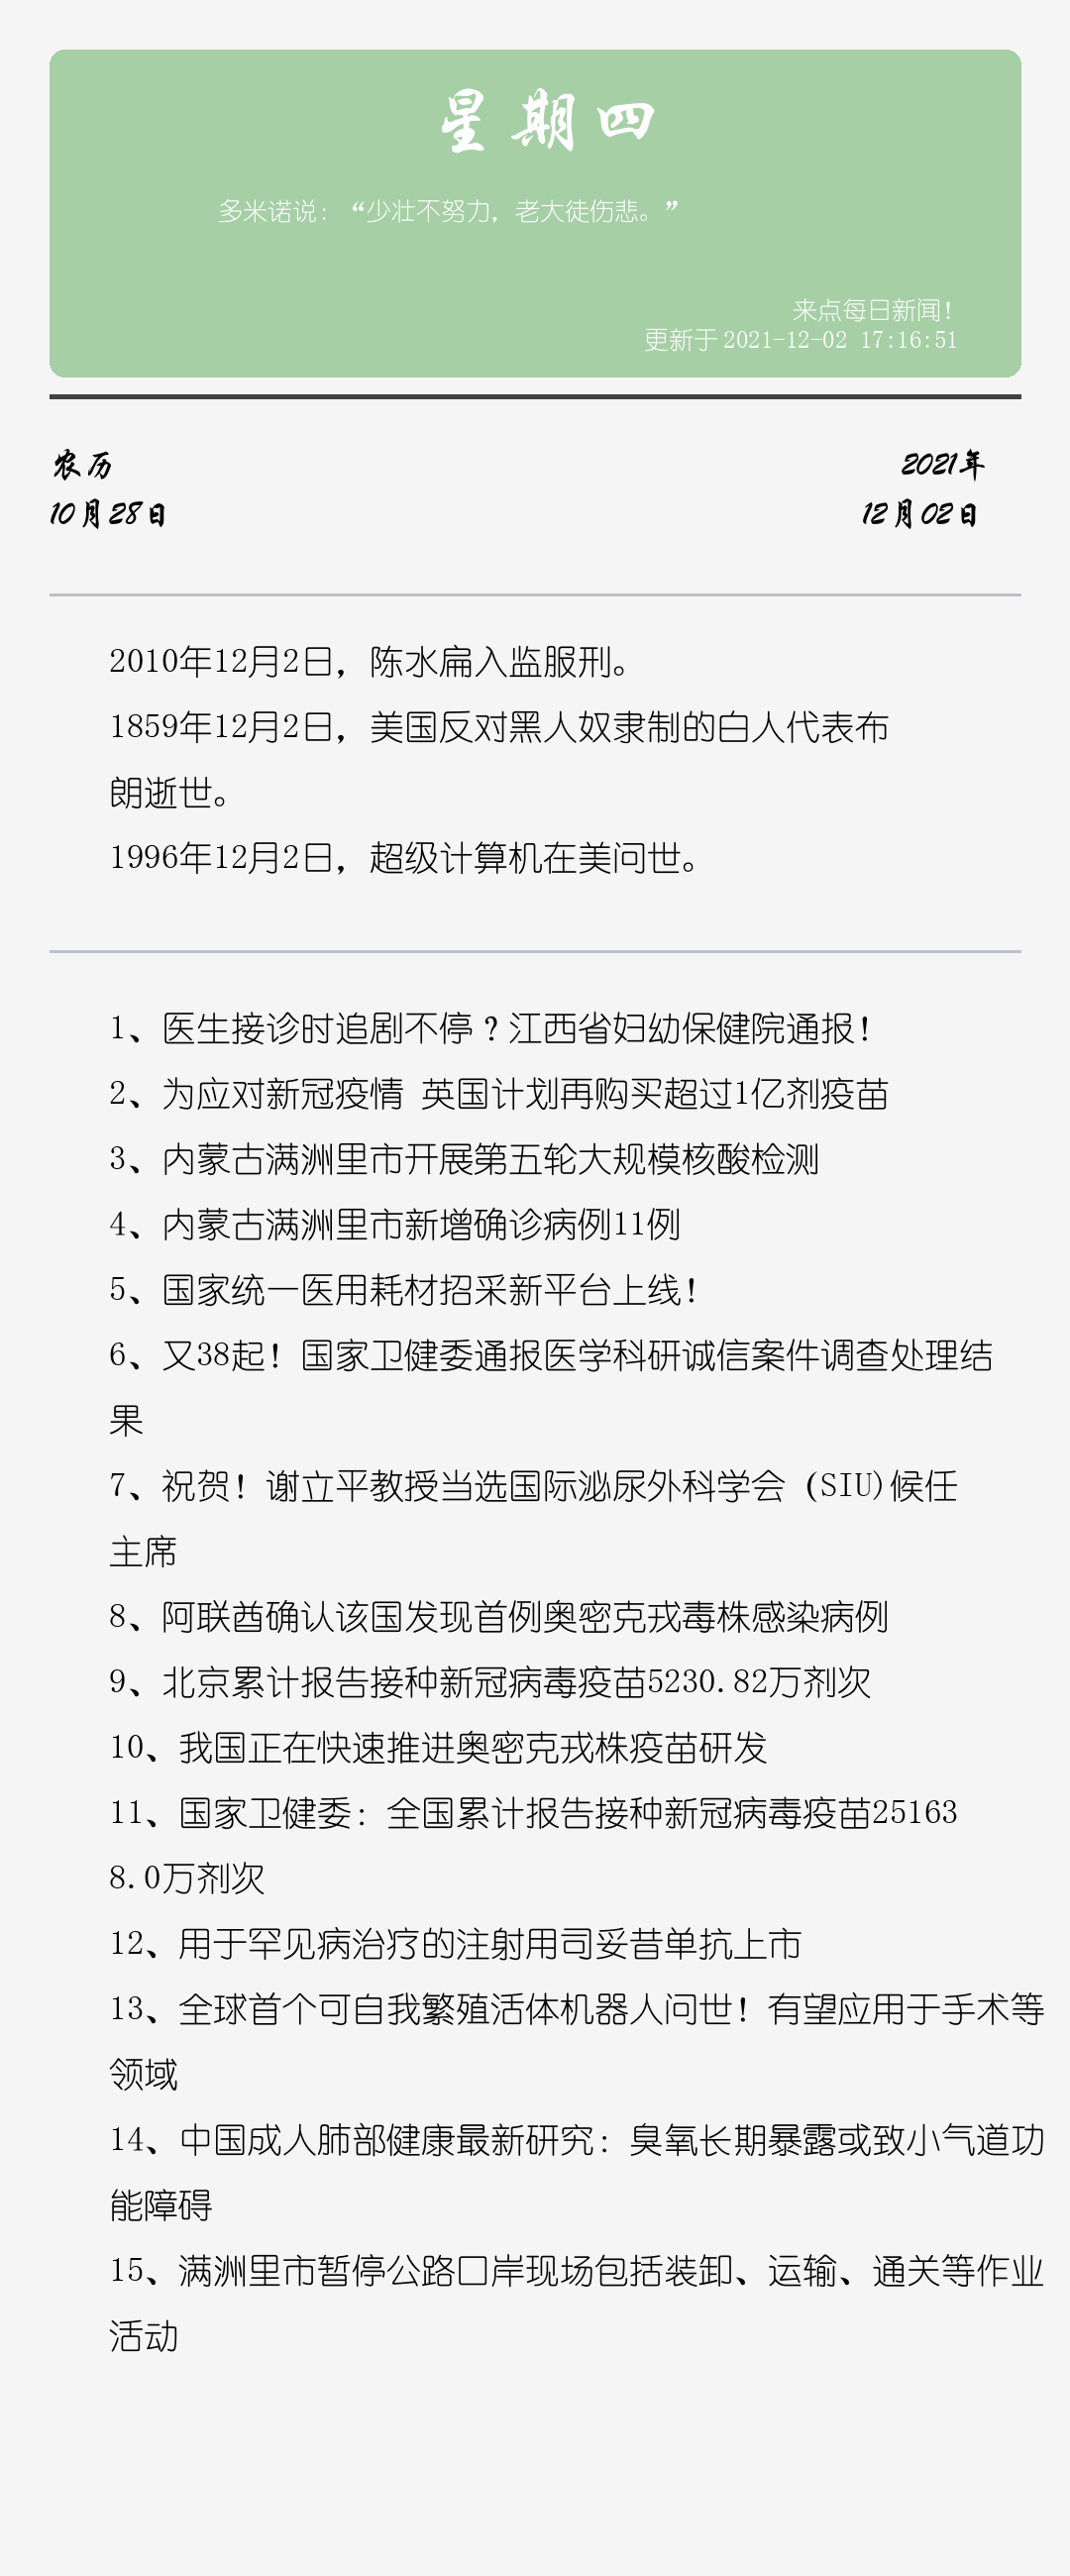 星期四
多米诺说：“少壮不努力，老大徒伤悲。”
来点每日新闻！
更新于2021-12-02 17:16:51
农历
2021年
10月28日
12月02日
2010年12月2日，陈水扁入监服刑。
1859年12月2日，美国反对黑人奴隶制的白人代表布
朗逝世。
1996年12月2日，超级计算机在美问世。
1、医生接诊时追剧不停？江西省妇幼保健院通报！
2、为应对新冠疫情 英国计划再购买超过1亿剂疫苗
3、内蒙古满洲里市开展第五轮大规模核酸检测
4、内蒙古满洲里市新增确诊病例11例
5、国家统一医用耗材招采新平台上线！
6、又38起！国家卫健委通报医学科研诚信案件调查处理结
果
7、祝贺！谢立平教授当选国际泌尿外科学会（SIU)候任
主席
8、阿联酋确认该国发现首例奥密克戎毒株感染病例
9、北京累计报告接种新冠病毒疫苗5230.82万剂次
10、我国正在快速推进奥密克戎株疫苗研发
11、国家卫健委：全国累计报告接种新冠病毒疫苗25163
8.0万剂次
12、用于罕见病治疗的注射用司妥昔单抗上市
13、全球首个可自我繁殖活体机器人问世！有望应用于手术等
领域
14、中国成人肺部健康最新研究：臭氧长期暴露或致小气道功
能障碍
15、满洲里市暂停公路口岸现场包括装卸、运输、通关等作业
活动